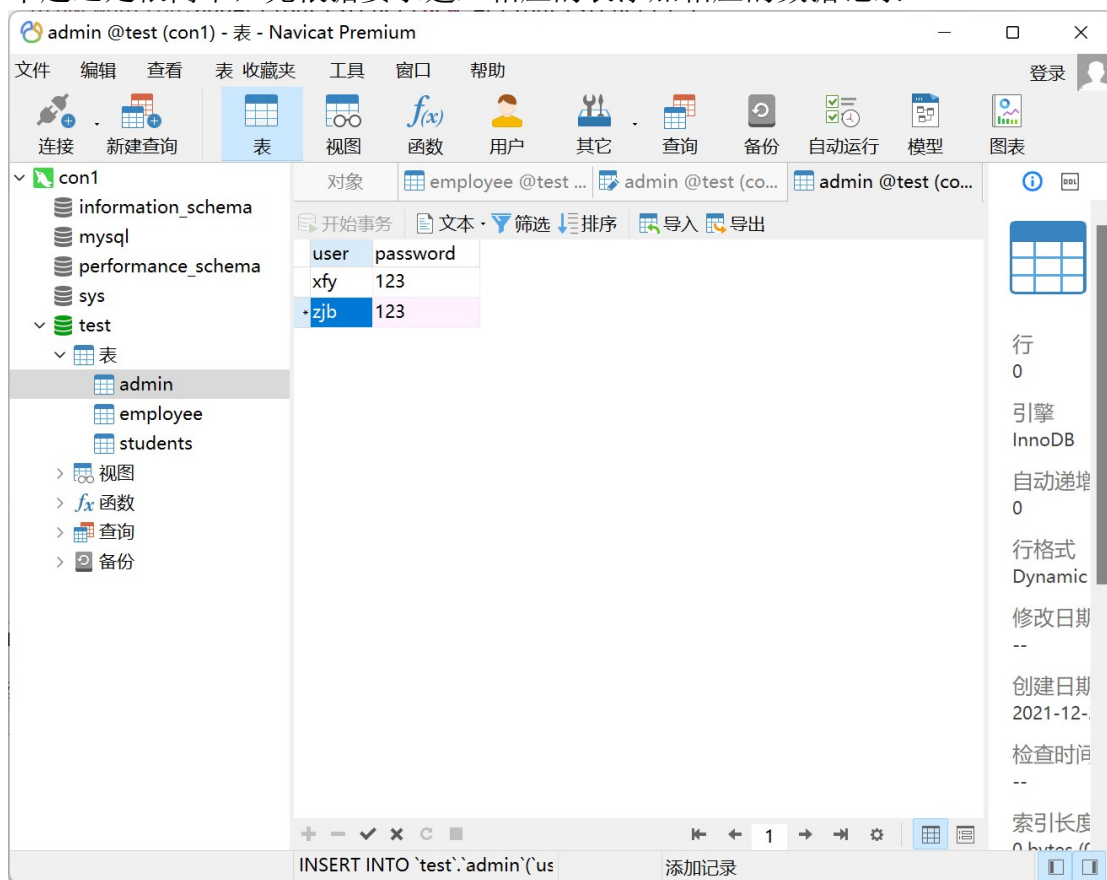 admin @test (con1) - 表 - Navicat Premium
文件 编辑 查看 表 收藏夹 工具 窗口 帮助 登录
连接 新建查询 表 视图 f(x) 函数 用户 其它 查询 备份 自动运行 模型 图表
con1
information_schema
mysql
performance_schema
sys
test
表
admin
employee
students
视图
fx 函数
查询
备份
对象 employee @test ... admin @test (co... admin @test (co...
开始事务 文本 筛选 排序 导入 导出
user password
xfy 123
* zjb 123
DDL
行
0
引擎
InnoDB
自动递增
0
行格式
Dynamic
修改日期
--
创建日期
2021-12-
检查时间
--
索引长度
0 bytes (0
1
INSERT INTO `test`.`admin`(`us
添加记录